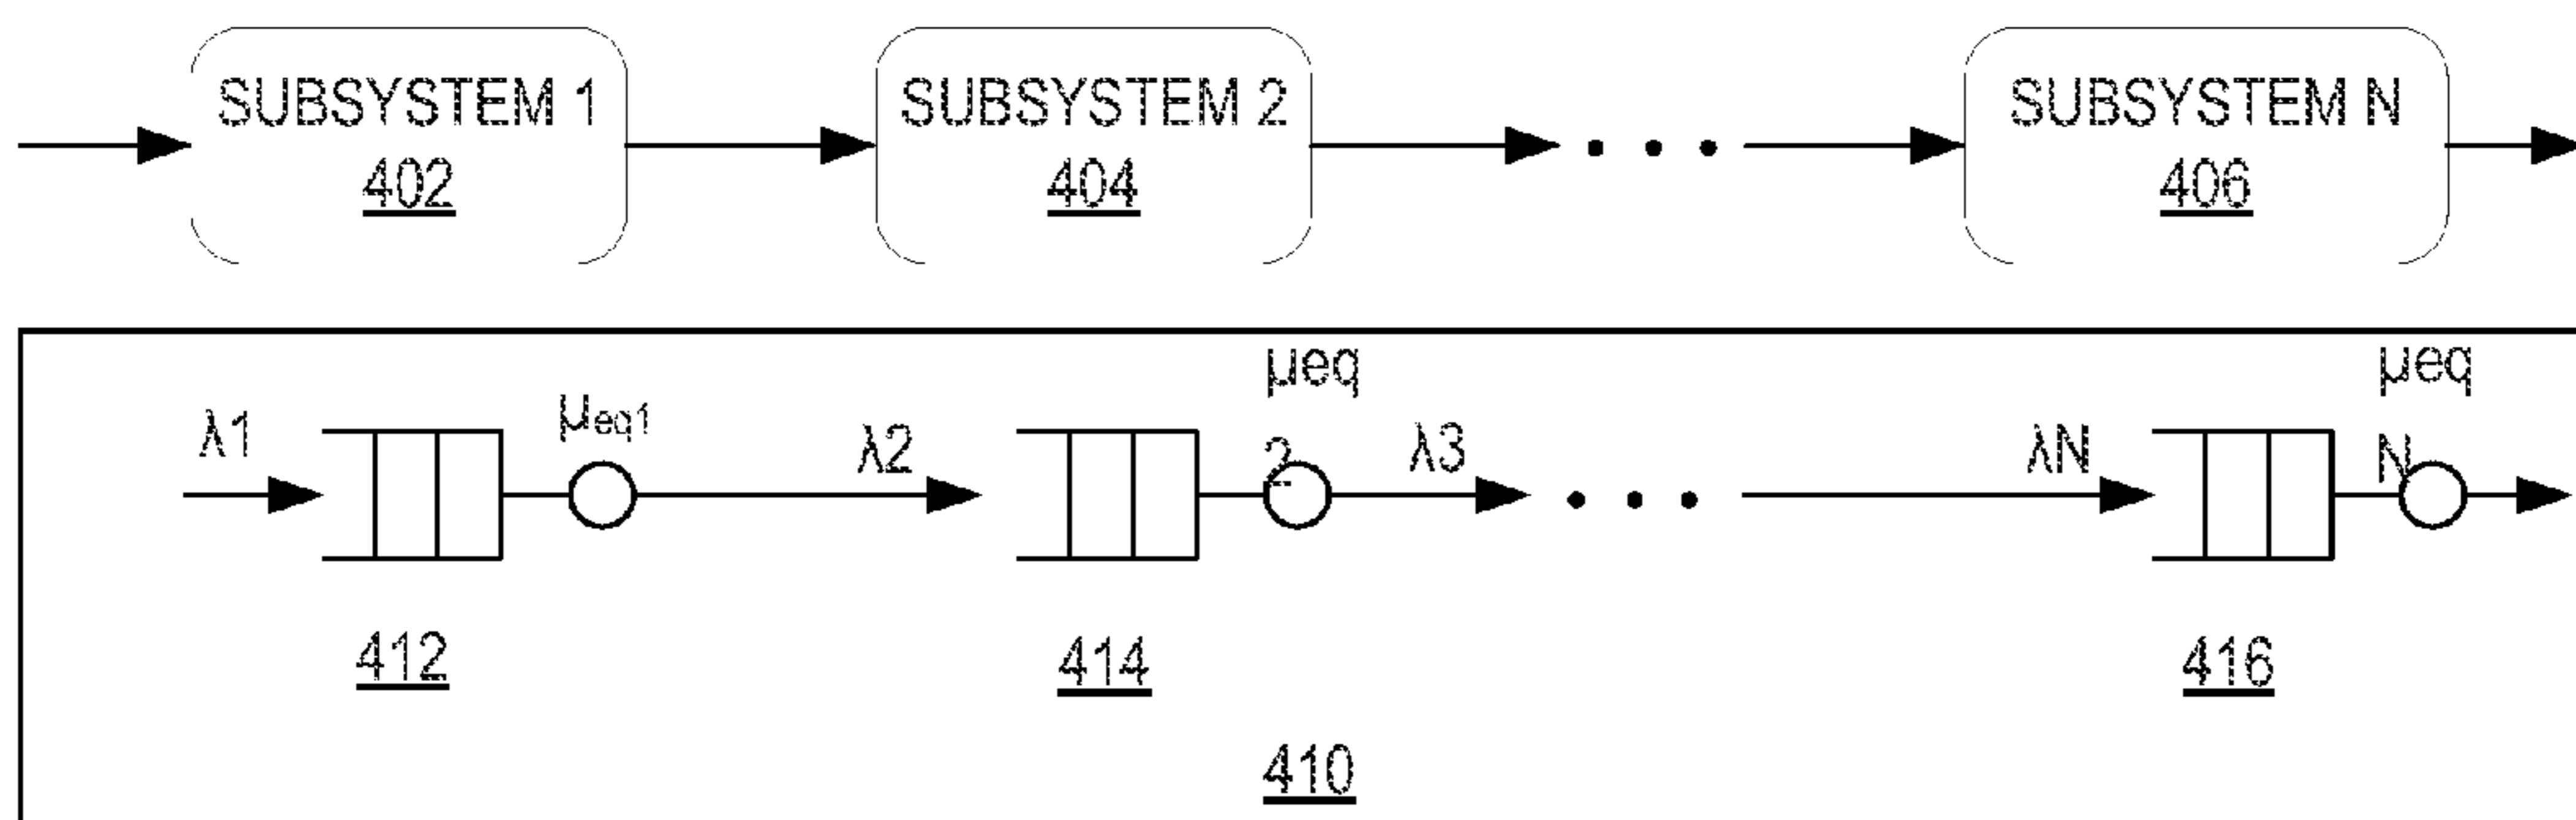 SUBSYSTEM 1
402
SUBSYSTEM 2
404
SUBSYSTEM N
406
λ1
μeq1
λ2
μeq
2
λ3
λN
μeq
N
412
414
416
410